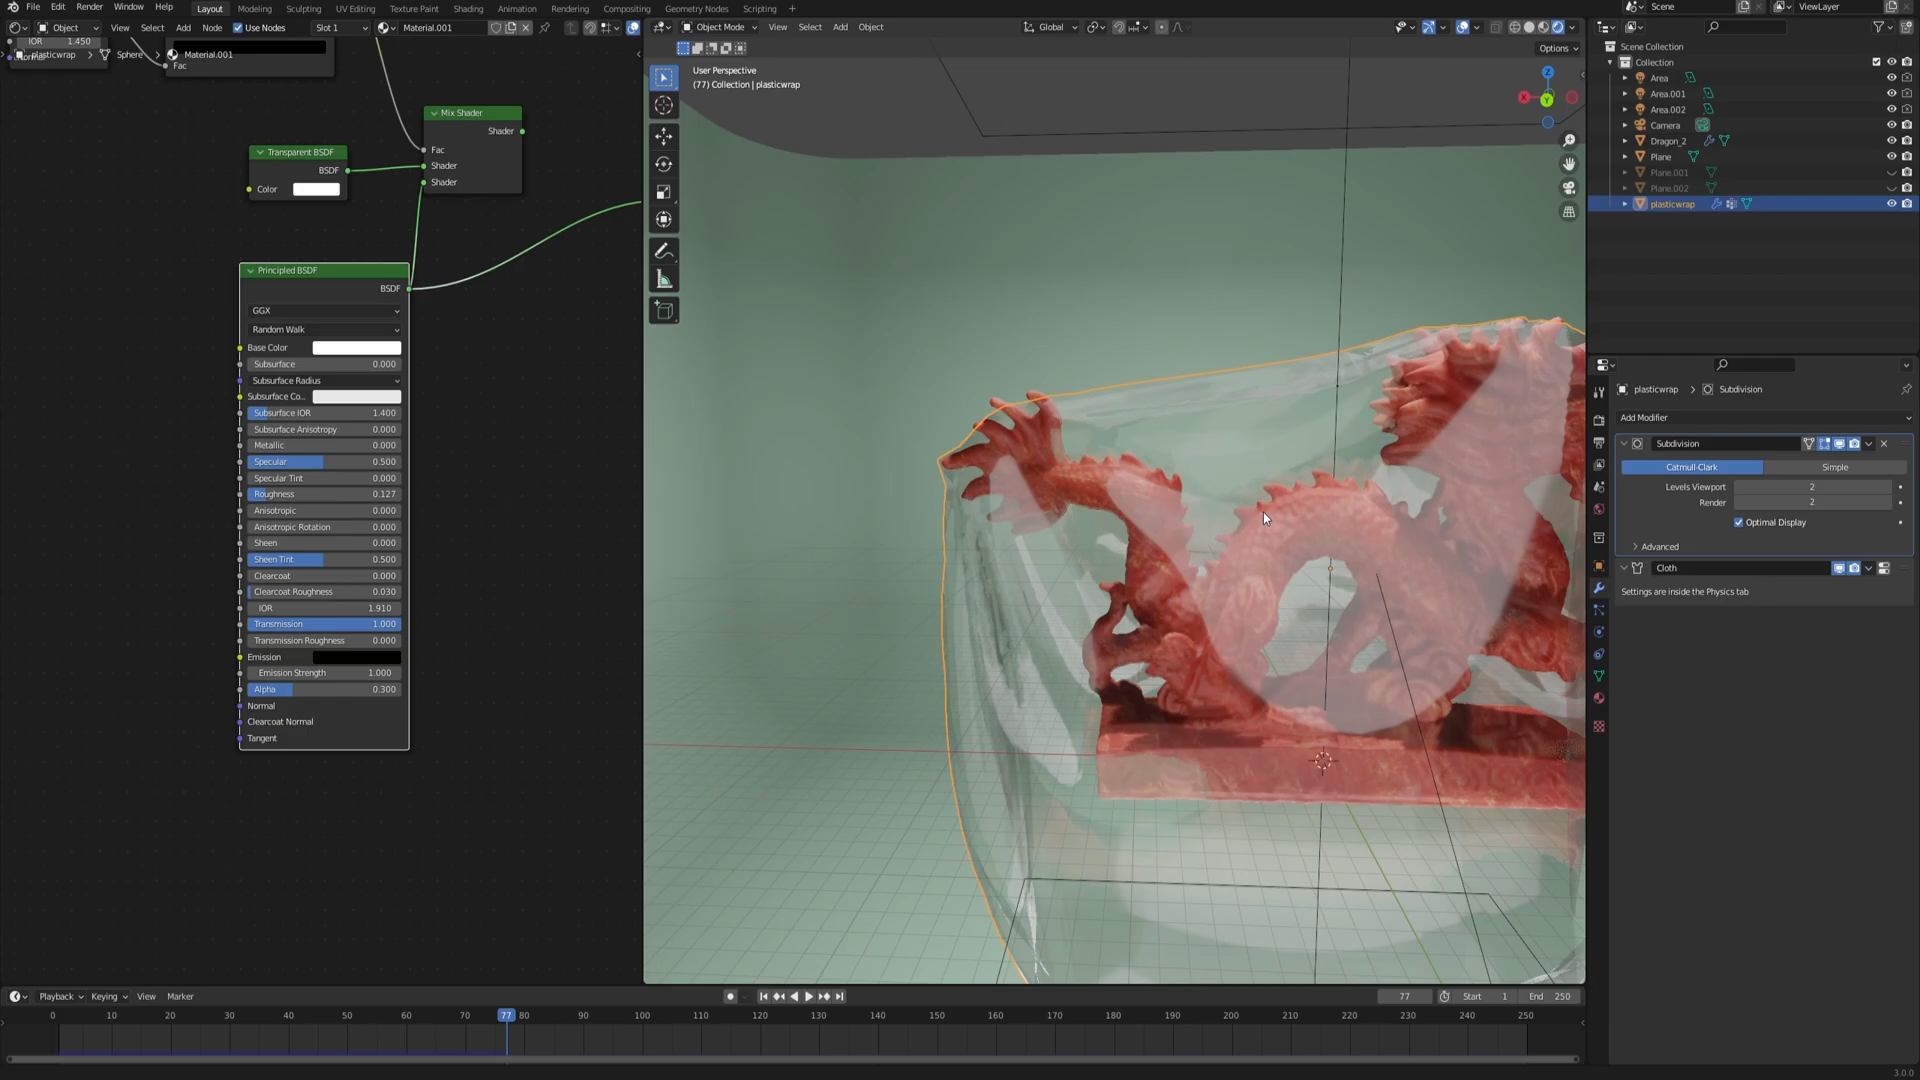 File Edit Render Window Help Layout Modeling Sculpting UV Editing Texture Paint Shading Animation Rendering Compositing Geometry Nodes Scripting + Scene ViewLayer
Object View Select Add Node Use Nodes Slot 1 Material.001 Object Mode View Select Add Object Global
IOR 1.450
plasticwrap > Sphere > Material.001
Fac
Options
User Perspective
(77) Collection | plasticwrap
Z
X
Y
Mix Shader
Shader
Fac
Shader
Shader
Transparent BSDF
BSDF
Color
Principled BSDF
BSDF
GGX
Random Walk
Base Color
Subsurface 0.000
Subsurface Radius
Subsurface Co...
Subsurface IOR 1.400
Subsurface Anisotropy 0.000
Metallic 0.000
Specular 0.500
Specular Tint 0.000
Roughness 0.127
Anisotropic 0.000
Anisotropic Rotation 0.000
Sheen 0.000
Sheen Tint 0.500
Clearcoat 0.000
Clearcoat Roughness 0.030
IOR 1.910
Transmission 1.000
Transmission Roughness 0.000
Emission
Emission Strength 1.000
Alpha 0.300
Normal
Clearcoat Normal
Tangent
Scene Collection
Collection
Area
Area.001
Area.002
Camera
Dragon_2
Plane
Plane.001
Plane.002
plasticwrap
plasticwrap > Subdivision
Add Modifier
Subdivision
Catmull-Clark Simple
Levels Viewport 2
Render 2
Optimal Display
Advanced
Cloth
Settings are inside the Physics tab
Playback Keying View Marker 77 Start 1 End 250
0 10 20 30 40 50 60 70 77 80 90 100 110 120 130 140 150 160 170 180 190 200 210 220 230 240 250
3.0.0